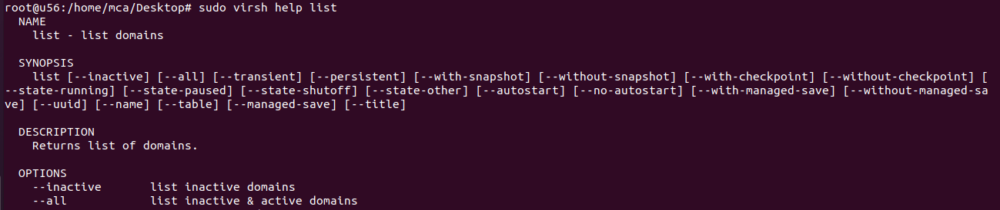 root@u56:/home/mca/Desktop# sudo virsh help list
NAME
list - list domains
SYNOPSIS
list [--inactive] [--all] [--transient] [--persistent] [--with-snapshot] [--without-snapshot] [--with-checkpoint] [--without-checkpoint] [
--state-running] [--state-paused] [--state-shutoff] [--state-other] [--autostart] [--no-autostart] [--with-managed-save] [--without-managed-sa
ve] [--uuid] [--name] [--table] [--managed-save] [--title]
DESCRIPTION
Returns list of domains.
OPTIONS
--inactive list inactive domains
--all list inactive & active domains